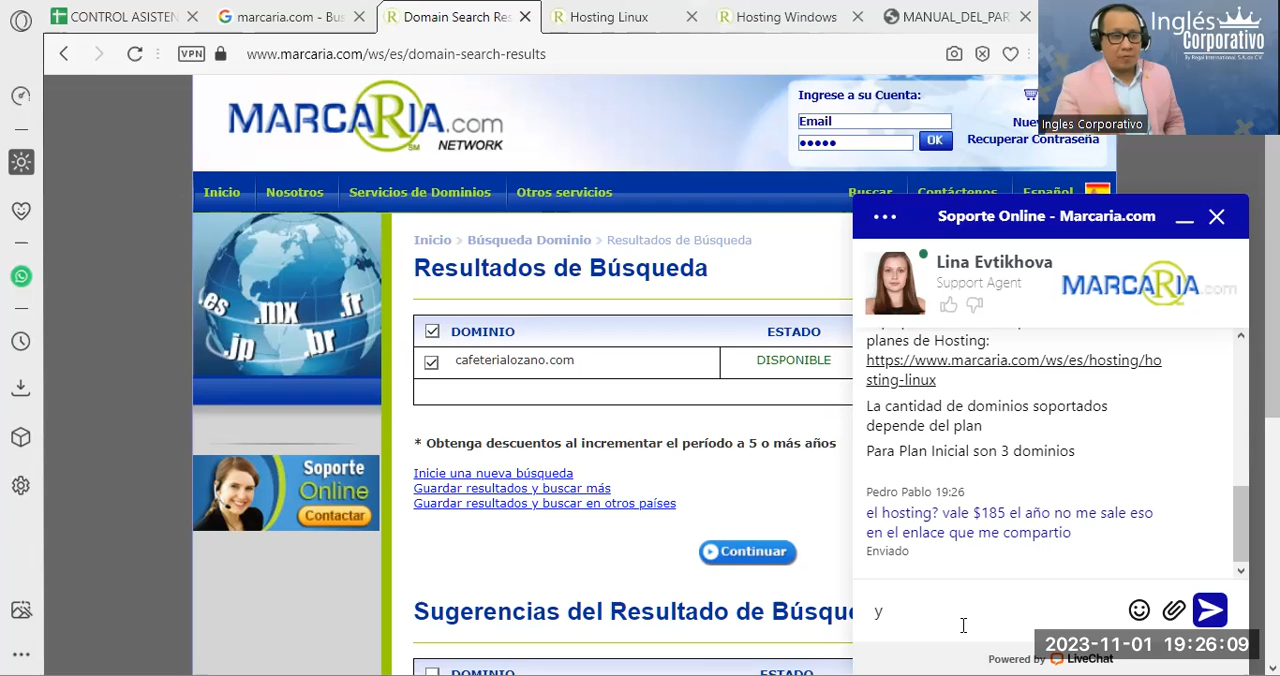 CONTROL ASISTEN
marcaria.com - Bus
Domain Search Res
Hosting Linux
Hosting Windows
MANUAL_DEL_PAR
VPN
www.marcaria.com/ws/es/domain-search-results
Inglés
Corporativo
By Regal International, S.A. de C.V.
Ingles Corporativo
MARCARIA.com
SM
NETWORK
Ingrese a su Cuenta:
Email
OK
Nue
Recuperar Contraseña
Inicio
Nosotros
Servicios de Dominios
Otros servicios
Buscar
Contáctenos
Español
.es
.mx
.fr
.jp
.br
Soporte
Online
Contactar
Inicio > Búsqueda Dominio > Resultados de Búsqueda
Resultados de Búsqueda
DOMINIO ESTADO
cafeterialozano.com DISPONIBLE
* Obtenga descuentos al incrementar el período a 5 o más años
Inicie una nueva búsqueda
Guardar resultados y buscar más
Guardar resultados y buscar en otros países
Continuar
Sugerencias del Resultado de Búsque
DOMINIO ESTADO
Soporte Online - Marcaria.com
Lina Evtikhova
Support Agent
MARCARIA.com
planes de Hosting:
https://www.marcaria.com/ws/es/hosting/ho
sting-linux
La cantidad de dominios soportados
depende del plan
Para Plan Inicial son 3 dominios
Pedro Pablo 19:26
el hosting? vale $185 el año no me sale eso
en el enlace que me compartio
Enviado
y
2023-11-01 19:26:09
Powered by LiveChat